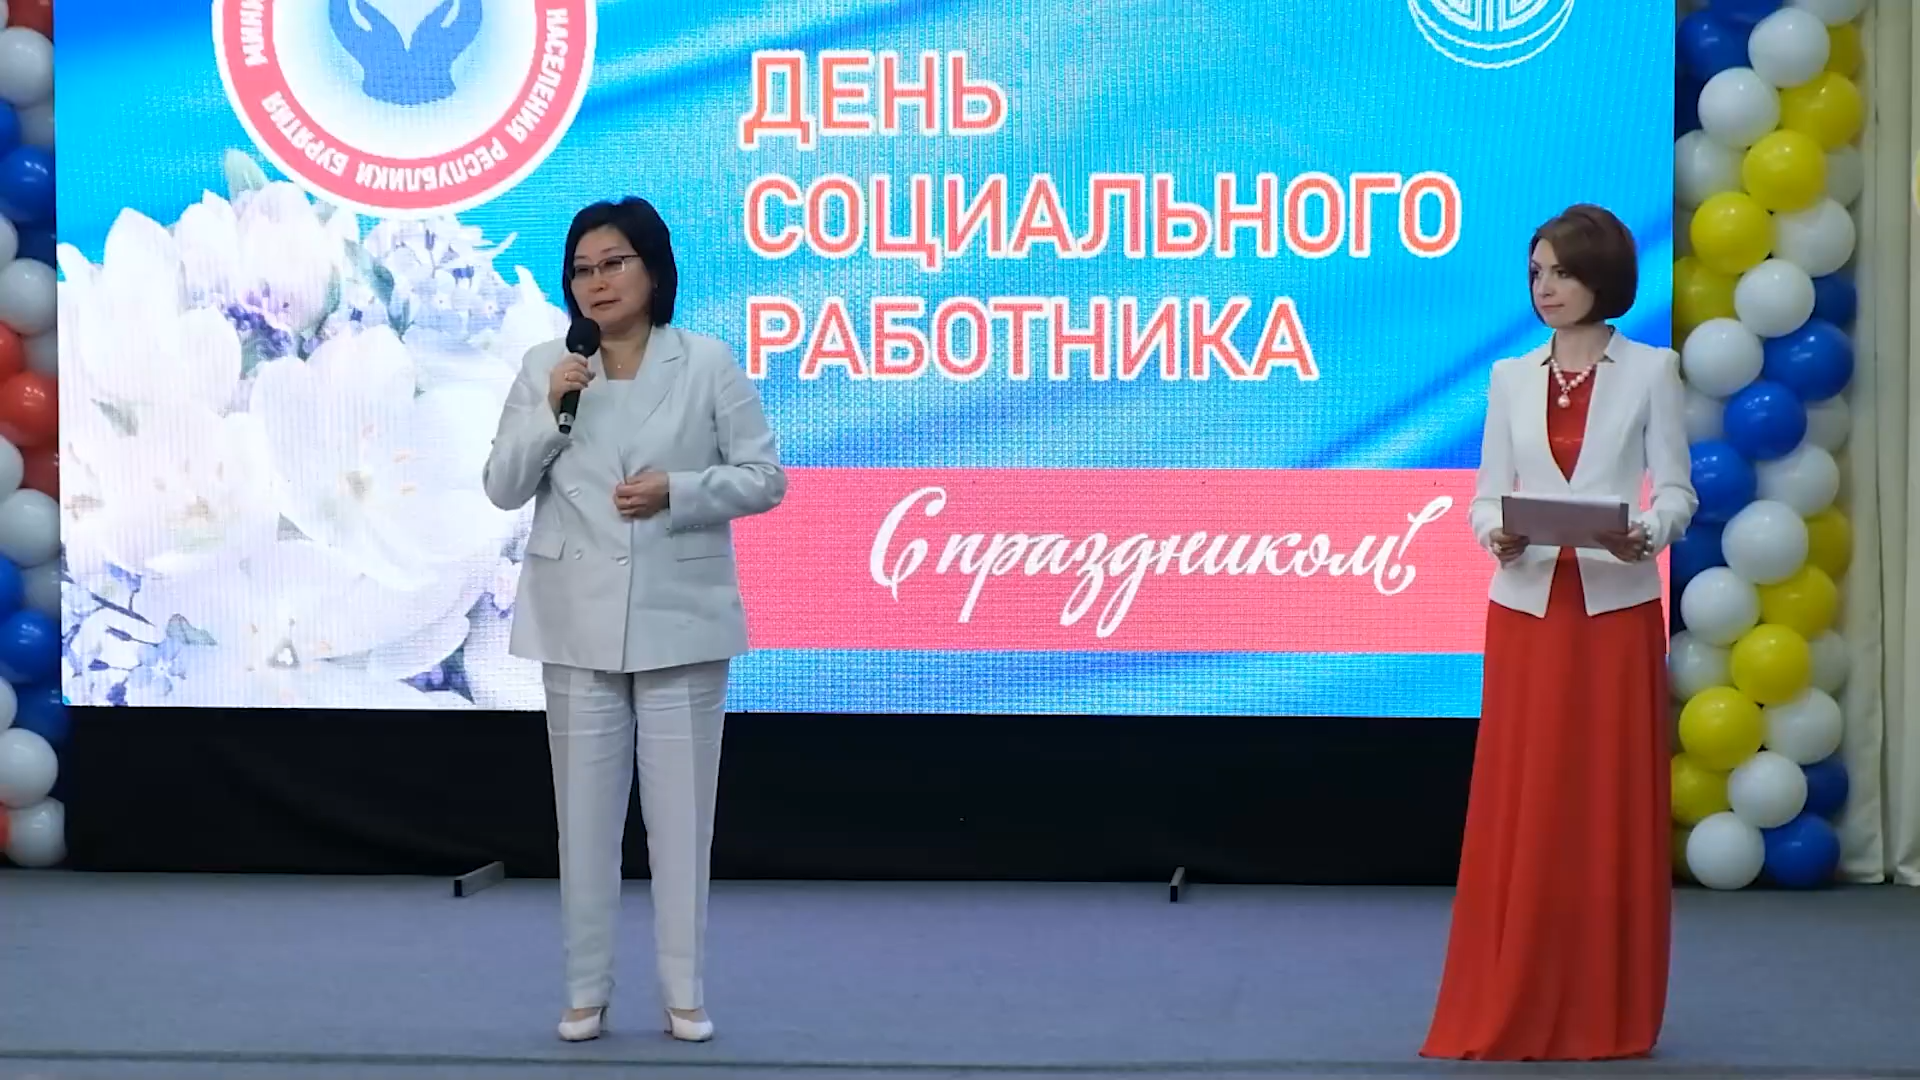 НАСЕЛЕНИЯ РЕСПУБЛИКИ БУРЯТИЯ
ДЕНЬ
СОЦИАЛЬНОГО
РАБОТНИКА
С праздником!